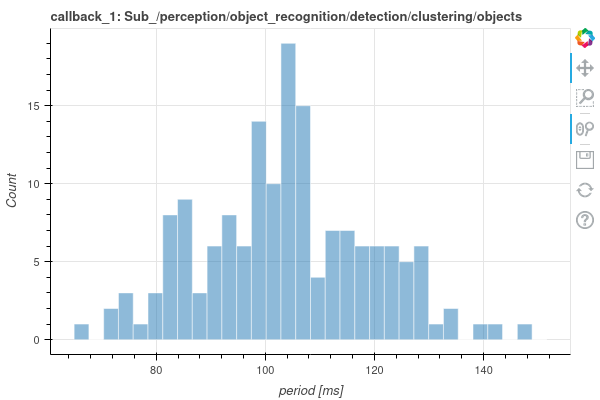 callback_1: Sub_/perception/object_recognition/detection/clustering/objects
Count
15
10
5
0
80
100
120
140
period [ms]